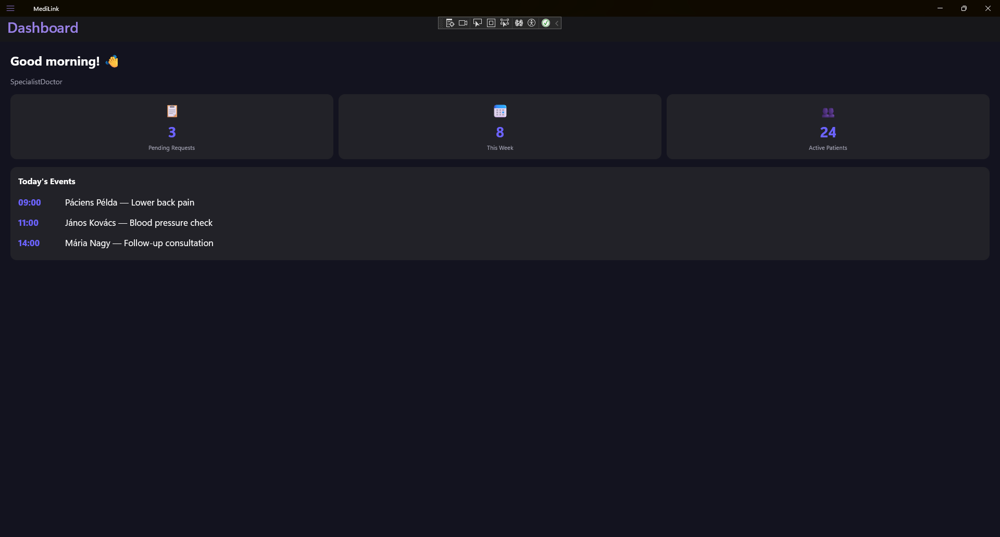 MediLink
Dashboard
Good morning! 👋
SpecialistDoctor
3
Pending Requests
8
This Week
24
Active Patients
Today's Events
09:00 Páciens Példa — Lower back pain
11:00 János Kovács — Blood pressure check
14:00 Mária Nagy — Follow-up consultation